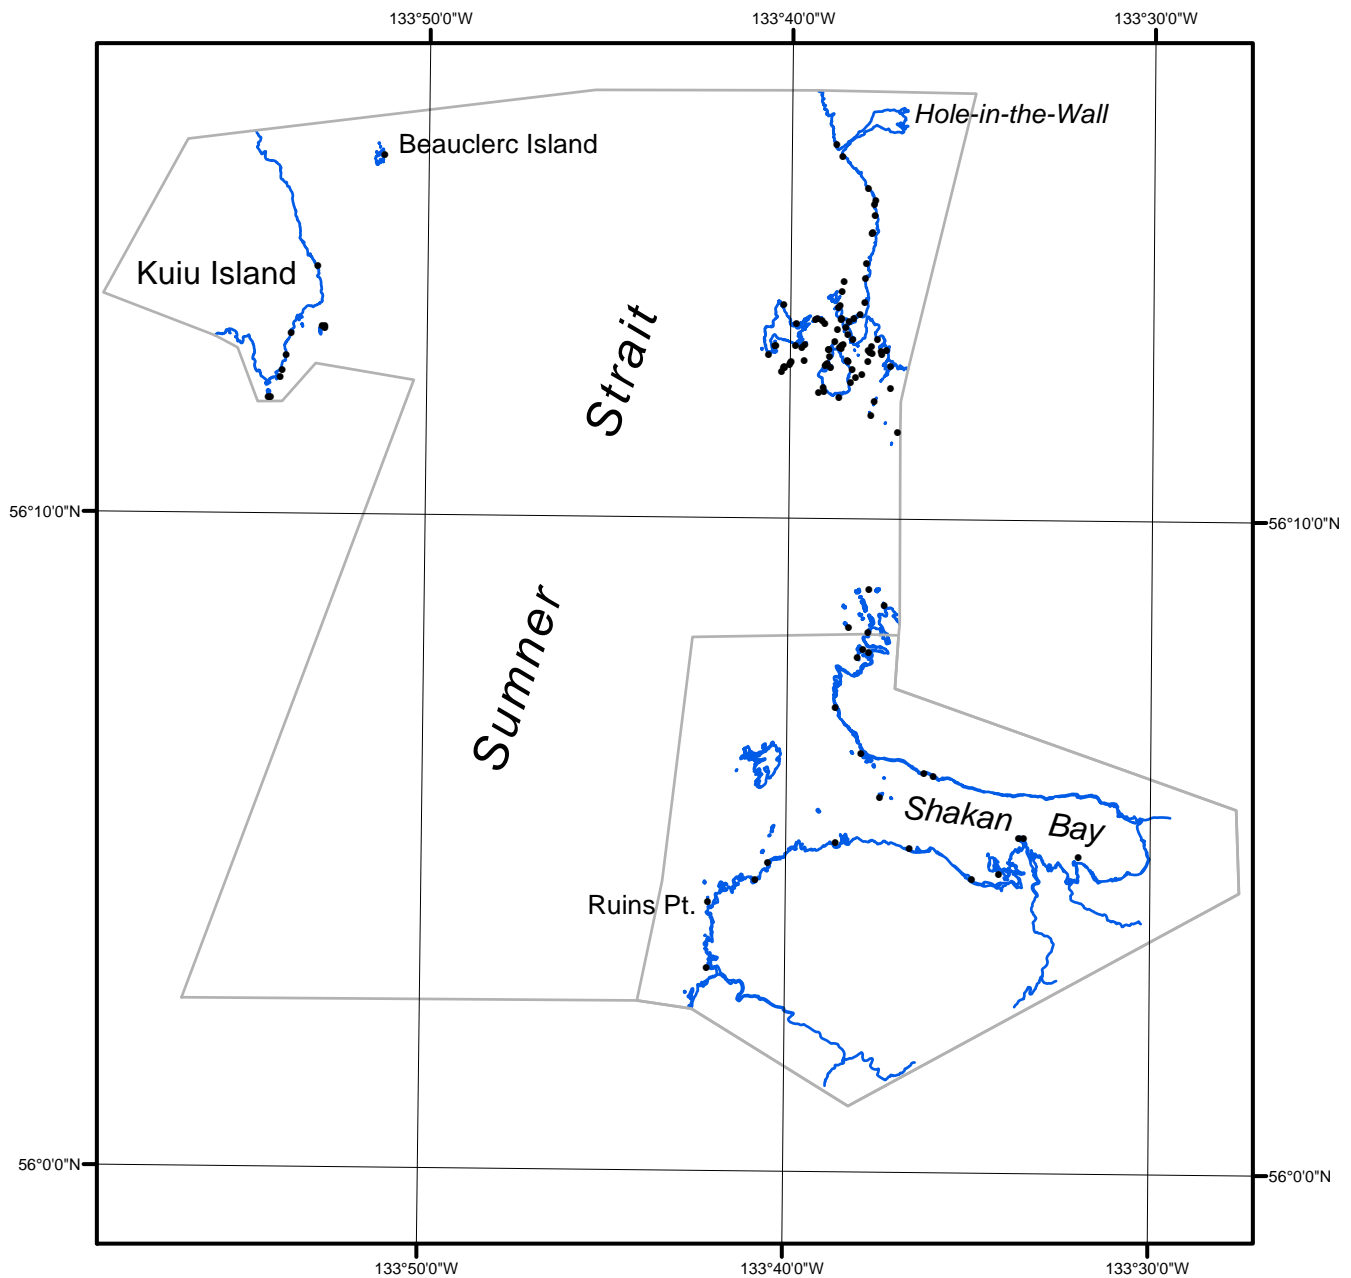 133°50'0"W 133°40'0"W 133°30'0"W
Hole-in-the-Wall
Beauclerc Island
Kuiu Island
Strait
56°10'0"N 56°10'0"N
Sumner
Shakan Bay
Ruins Pt.
56°0'0"N 56°0'0"N
133°50'0"W 133°40'0"W 133°30'0"W